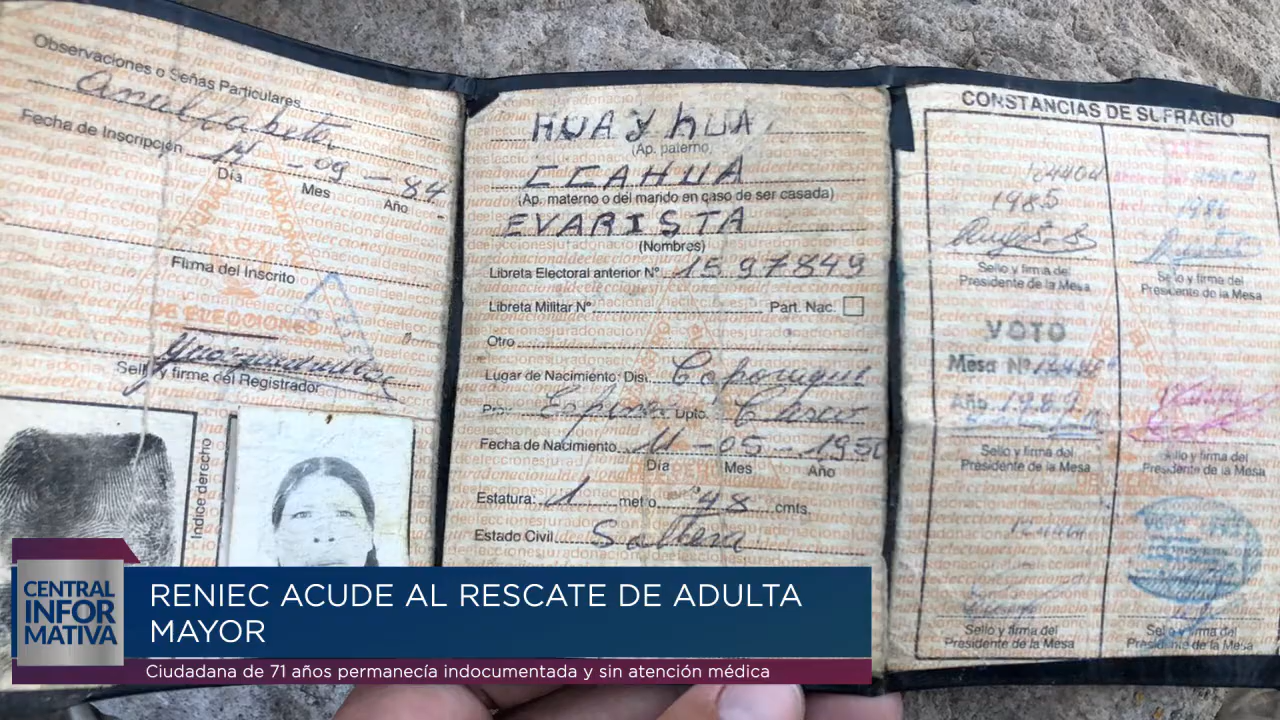 Observaciones o Señas Particulares
Analfabeta
Fecha de Inscripción 11 - 09 - 84
Día Mes Año
Firma del Inscrito
DE ELECCIONES
Sello y firma del Registrador
Indice derecho
HUAYHUA
(Ap. paterno)
CCAHUA
(Ap. materno o del marido en caso de ser casada)
EVARISTA
(Nombres)
Libreta Electoral anterior Nº 1597849
Libreta Militar Nº Part. Nac.
Otro
Lugar de Nacimiento: Dis.
Dpto. Cusco
Fecha de Nacimiento 11 - 05 - 1950
Día Mes Año
Estatura: 1 met o 48 cmts.
Estado Civil Soltera
CONSTANCIAS DE SUFRAGIO
1985 1986
Sello y firma del Presidente de la Mesa
Sello y firma del Presidente de la Mesa
VOTO
Mesa Nº
Año 1989
Sello y firma del Presidente de la Mesa
Sello y firma del Presidente de la Mesa
Sello y firma del Presidente de la Mesa
Sello y firma del Presidente de la Mesa
CENTRAL
INFOR
MATIVA
RENIEC ACUDE AL RESCATE DE ADULTA
MAYOR
Ciudadana de 71 años permanecía indocumentada y sin atención médica